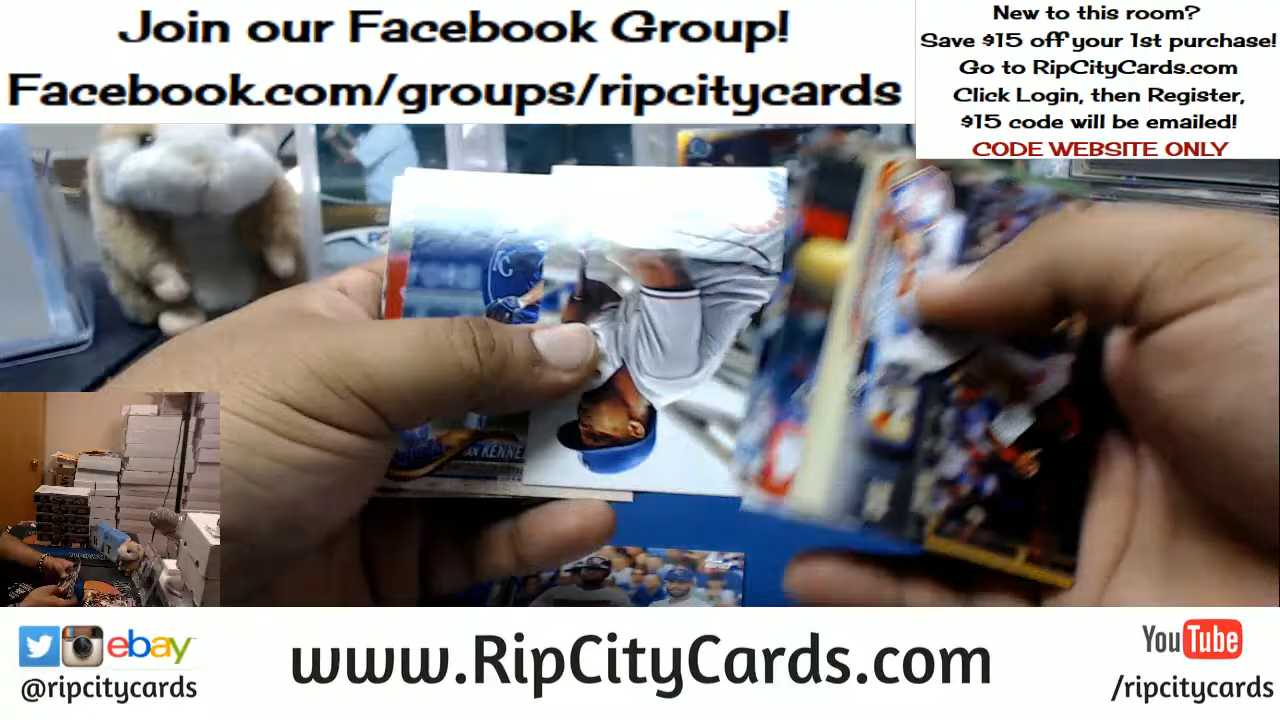 Join our Facebook Group!
Facebook.com/groups/ripcitycards
New to this room?
Save $15 off your 1st purchase!
Go to RipCityCards.com
Click Login, then Register,
$15 code will be emailed!
CODE WEBSITE ONLY
KC
KENNE
ebay
@ripcitycards
www.RipCityCards.com
YouTube
/ripcitycards